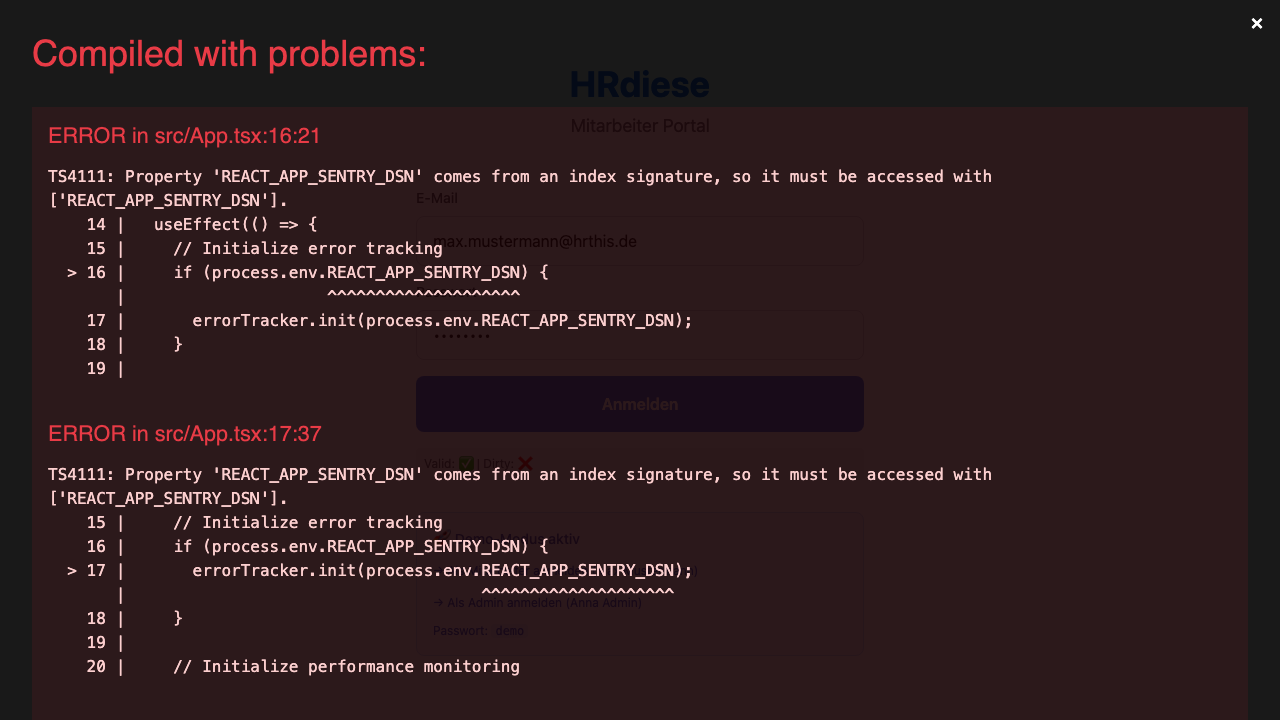 ×
Compiled with problems:
HRdiese
Mitarbeiter Portal
ERROR in src/App.tsx:16:21
TS4111: Property 'REACT_APP_SENTRY_DSN' comes from an index signature, so it must be accessed with
['REACT_APP_SENTRY_DSN'].
    14 |   useEffect(() => {
    15 |     // Initialize error tracking
  > 16 |     if (process.env.REACT_APP_SENTRY_DSN) {
       |                     ^^^^^^^^^^^^^^^^^^^^
    17 |       errorTracker.init(process.env.REACT_APP_SENTRY_DSN);
    18 |     }
    19 |
E-Mail
max.mustermann@hrthis.de
••••••••
Anmelden
ERROR in src/App.tsx:17:37
TS4111: Property 'REACT_APP_SENTRY_DSN' comes from an index signature, so it must be accessed with
['REACT_APP_SENTRY_DSN'].
    15 |     // Initialize error tracking
    16 |     if (process.env.REACT_APP_SENTRY_DSN) {
  > 17 |       errorTracker.init(process.env.REACT_APP_SENTRY_DSN);
       |                                     ^^^^^^^^^^^^^^^^^^^^
    18 |     }
    19 |
    20 |     // Initialize performance monitoring
Valid: ✅ | Dirty: ❌
Demo-Modus aktiv
→ Als Admin anmelden (Anna Admin)
Passwort: demo